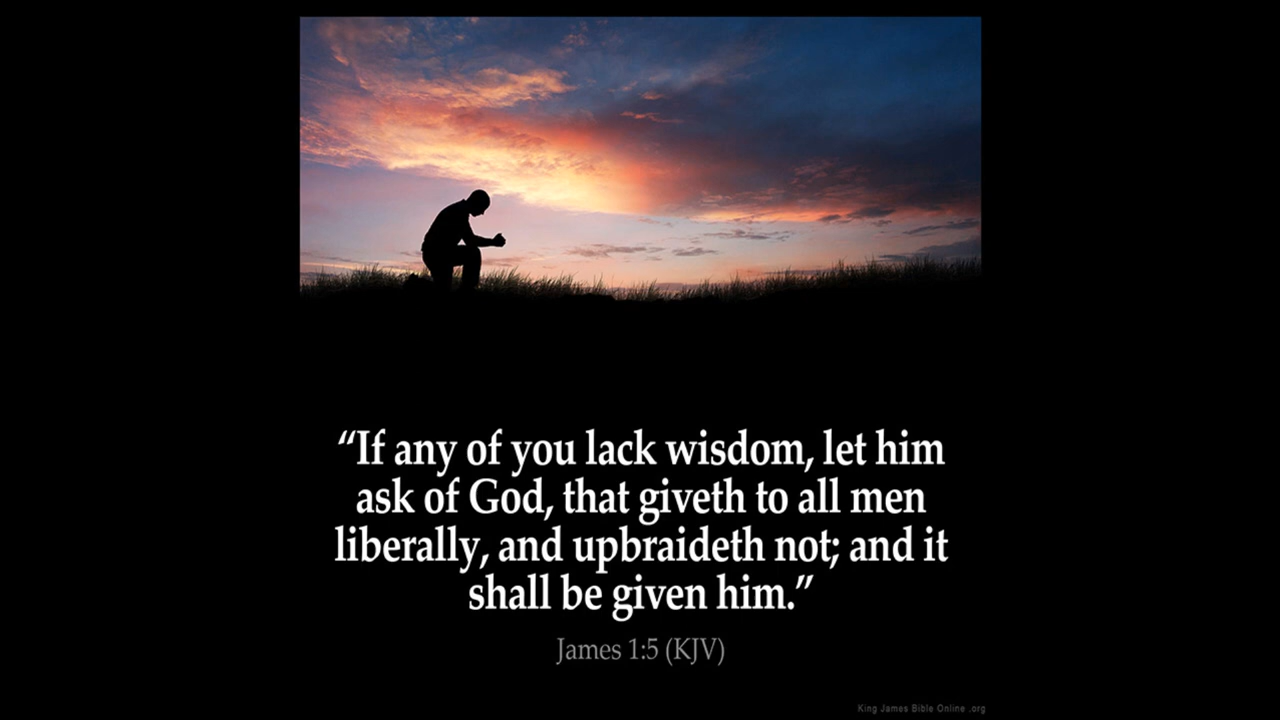 “If any of you lack wisdom, let him
ask of God, that giveth to all men
liberally, and upbraideth not; and it
shall be given him.”
James 1:5 (KJV)
King James Bible Online .org